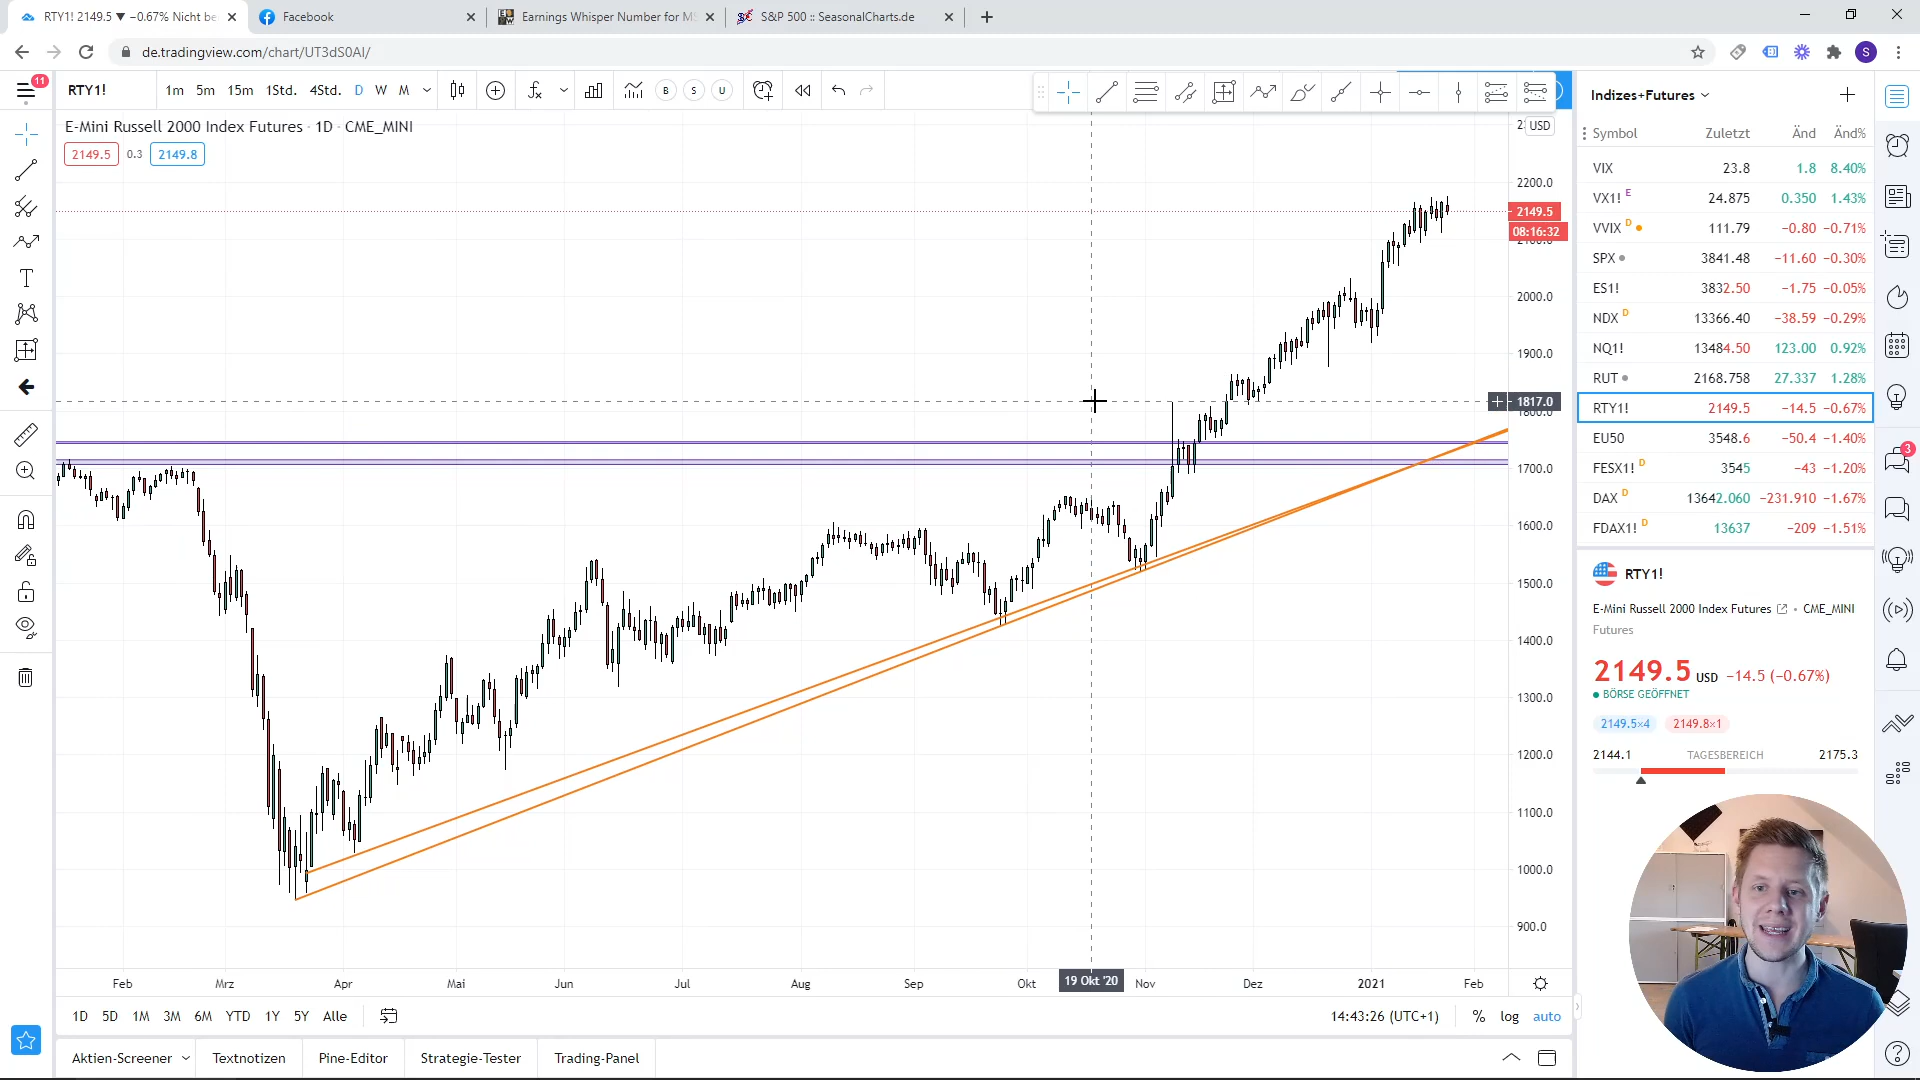 RTY1! 2149.5 ▼ −0.67% Nicht be
Facebook
Earnings Whisper Number for MS
S&P 500 :: SeasonalCharts.de
de.tradingview.com/chart/UT3dS0AI/
S
11
RTY1!
1m 5m 15m 1Std. 4Std. D W M
B S U
E-Mini Russell 2000 Index Futures · 1D · CME_MINI
2149.5 0.3 2149.8
USD
2200.0
2149.5
08:16:32
2100.0
2000.0
1900.0
1817.0
1800.0
1700.0
1600.0
1500.0
1400.0
1300.0
1200.0
1100.0
1000.0
900.0
Feb Mrz Apr Mai Jun Jul Aug Sep Okt 19 Okt '20 Nov Dez 2021 Feb
1D 5D 1M 3M 6M YTD 1Y 5Y Alle
14:43:26 (UTC+1) % log auto
Aktien-Screener Textnotizen Pine-Editor Strategie-Tester Trading-Panel
Indizes+Futures
Symbol Zuletzt Änd Änd%
VIX 23.8 1.8 8.40%
VX1! E 24.875 0.350 1.43%
VVIX D 111.79 −0.80 −0.71%
SPX 3841.48 −11.60 −0.30%
ES1! 3832.50 −1.75 −0.05%
NDX D 13366.40 −38.59 −0.29%
NQ1! 13484.50 123.00 0.92%
RUT 2168.758 27.337 1.28%
RTY1! 2149.5 −14.5 −0.67%
EU50 3548.6 −50.4 −1.40%
FESX1! D 3545 −43 −1.20%
DAX D 13642.060 −231.910 −1.67%
FDAX1! D 13637 −209 −1.51%
RTY1!
E-Mini Russell 2000 Index Futures • CME_MINI
Futures
2149.5 USD −14.5 (−0.67%)
BÖRSE GEÖFFNET
2149.5×4 2149.8×1
2144.1 TAGESBEREICH 2175.3
3